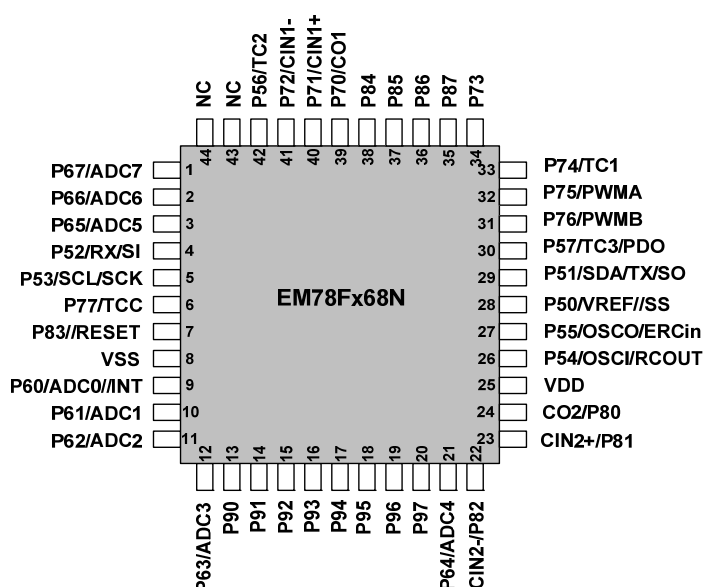 NC
NC
P56/TC2
P72/CIN1-
P71/CIN1+
P70/CO1
P84
P85
P86
P87
P73
44
43
42
41
40
39
38
37
36
35
34
P67/ADC7
1
33
P74/TC1
P66/ADC6
2
32
P75/PWMA
P65/ADC5
3
31
P76/PWMB
P52/RX/SI
4
30
P57/TC3/PDO
P53/SCL/SCK
5
29
P51/SDA/TX/SO
EM78Fx68N
P77/TCC
6
28
P50/VREF//SS
P83//RESET
7
27
P55/OSCO/ERCin
VSS
8
26
P54/OSCI/RCOUT
P60/ADC0//INT
9
25
VDD
P61/ADC1
10
24
CO2/P80
P62/ADC2
11
23
CIN2+/P81
12
13
14
15
16
17
18
19
20
21
22
P63/ADC3
P90
P91
P92
P93
P94
P95
P96
P97
P64/ADC4
CIN2-/P82